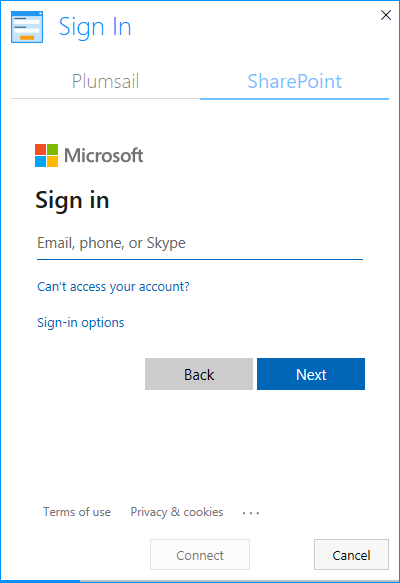 Sign In
Plumsail
SharePoint
Microsoft
Sign in
Email, phone, or Skype
Can't access your account?
Sign-in options
Back
Next
Terms of use
Privacy & cookies
...
Connect
Cancel